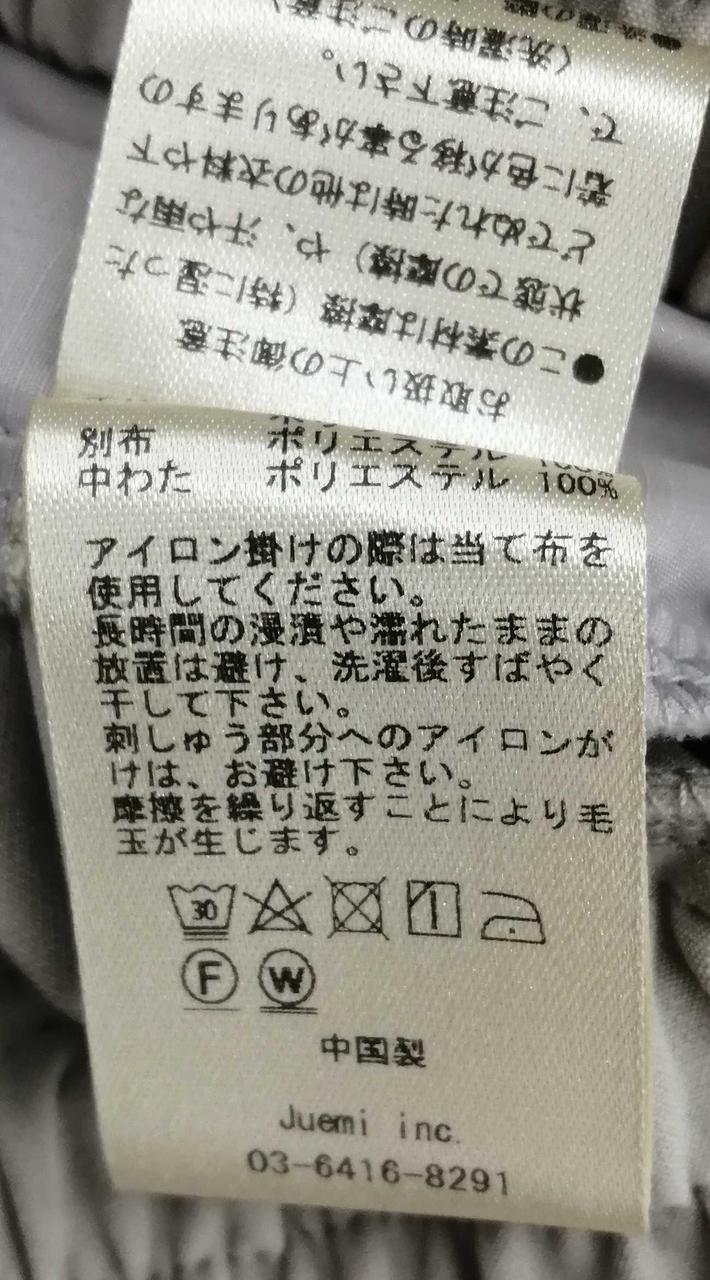 お取扱い上の御注意
●この素材は摩擦（特に湿った
状態での摩擦）や、汗や雨な
どでぬれた時は他の衣料や下
着に色が移る事がありますの
で、ご注意下さい。
（洗濯時のご注意）
別布 ポリエステル 100%
中わた ポリエステル 100%
アイロン掛けの際は当て布を
使用してください。
長時間の浸漬や濡れたままの
放置は避け、洗濯後すばやく
干して下さい。
刺しゅう部分へのアイロンが
けは、お避け下さい。
摩擦を繰り返すことにより毛
玉が生じます。
30
F W
中国製
Juemi inc.
03-6416-8291